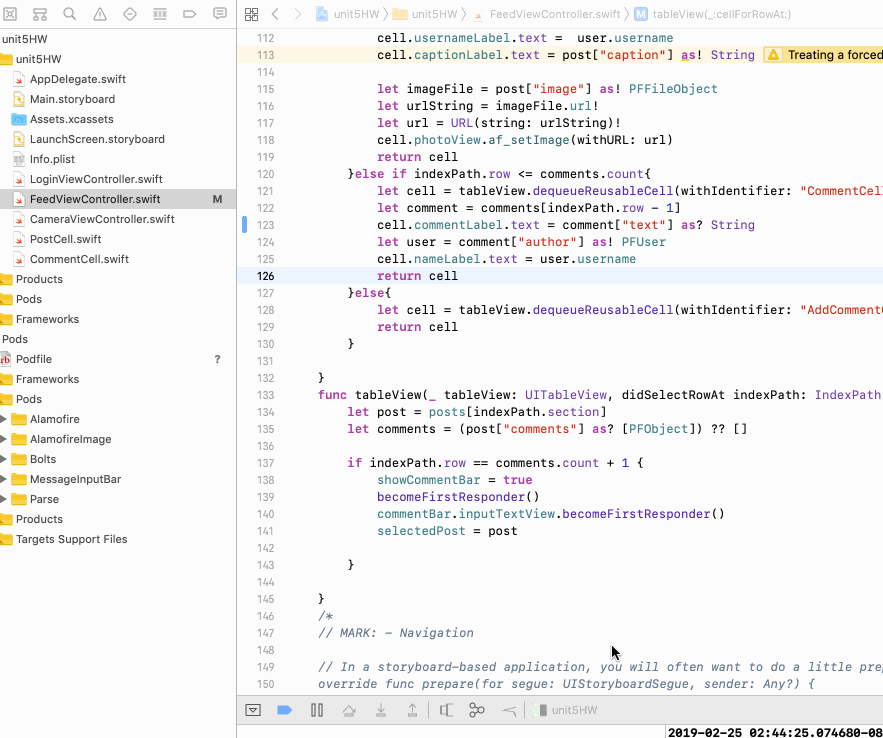 unit5HW
unit5HW
AppDelegate.swift
Main.storyboard
Assets.xcassets
LaunchScreen.storyboard
Info.plist
LoginViewController.swift
FeedViewController.swift M
CameraViewController.swift
PostCell.swift
CommentCell.swift
Products
Pods
Frameworks
Pods
Podfile ?
Frameworks
Pods
Alamofire
AlamofireImage
Bolts
MessageInputBar
Parse
Products
Targets Support Files
unit5HW unit5HW FeedViewController.swift M tableView(_:cellForRowAt:)
112 cell.usernameLabel.text = user.username
113 cell.captionLabel.text = post["caption"] as! String Treating a forced
114
115 let imageFile = post["image"] as! PFFileObject
116 let urlString = imageFile.url!
117 let url = URL(string: urlString)!
118 cell.photoView.af_setImage(withURL: url)
119 return cell
120 }else if indexPath.row <= comments.count{
121 let cell = tableView.dequeueReusableCell(withIdentifier: "CommentCell
122 let comment = comments[indexPath.row - 1]
123 cell.commentLabel.text = comment["text"] as? String
124 let user = comment["author"] as! PFUser
125 cell.nameLabel.text = user.username
126 return cell
127 }else{
128 let cell = tableView.dequeueReusableCell(withIdentifier: "AddComment
129 return cell
130 }
131
132 }
133 func tableView(_ tableView: UITableView, didSelectRowAt indexPath: IndexPath
134 let post = posts[indexPath.section]
135 let comments = (post["comments"] as? [PFObject]) ?? []
136
137 if indexPath.row == comments.count + 1 {
138 showCommentBar = true
139 becomeFirstResponder()
140 commentBar.inputTextView.becomeFirstResponder()
141 selectedPost = post
142
143 }
144
145 }
146 /*
147 // MARK: - Navigation
148
149 // In a storyboard-based application, you will often want to do a little pre
150 override func prepare(for segue: UIStoryboardSegue, sender: Any?) {
unit5HW
2019-02-25 02:44:25.074680-08